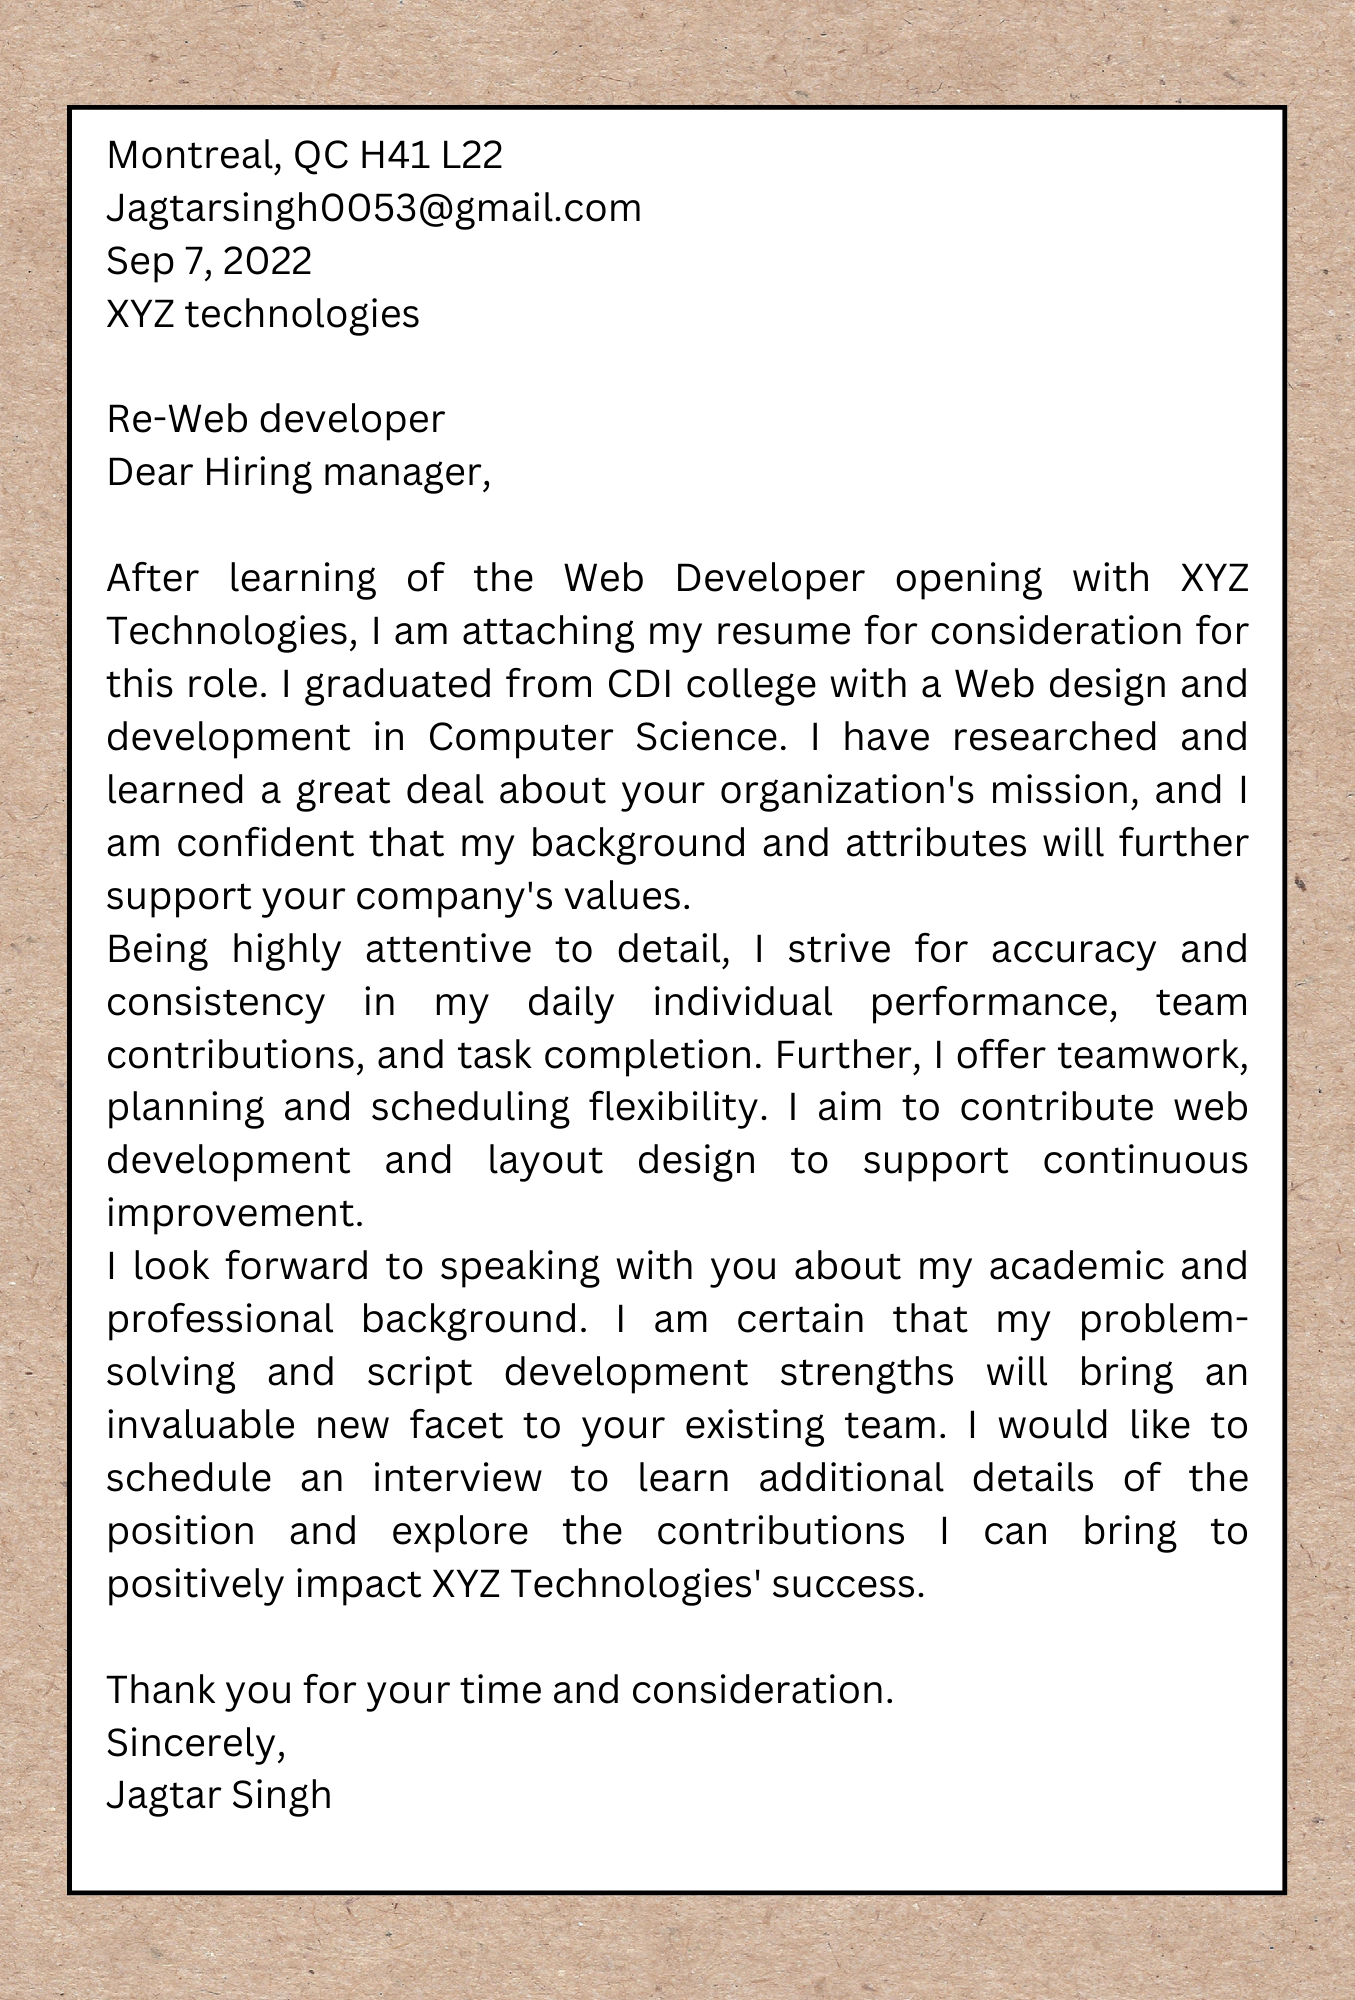 Montreal, QC H41 L22
Jagtarsingh0053@gmail.com
Sep 7, 2022
XYZ technologies
Re-Web developer
Dear Hiring manager,
After learning of the Web Developer opening with XYZ
Technologies, I am attaching my resume for consideration for
this role. I graduated from CDI college with a Web design and
development in Computer Science. I have researched and
learned a great deal about your organization's mission, and I
am confident that my background and attributes will further
support your company's values.
Being highly attentive to detail, I strive for accuracy and
consistency in my daily individual performance, team
contributions, and task completion. Further, I offer teamwork,
planning and scheduling flexibility. I aim to contribute web
development and layout design to support continuous
improvement.
I look forward to speaking with you about my academic and
professional background. I am certain that my problem-
solving and script development strengths will bring an
invaluable new facet to your existing team. I would like to
schedule an interview to learn additional details of the
position and explore the contributions I can bring to
positively impact XYZ Technologies' success.
Thank you for your time and consideration.
Sincerely,
Jagtar Singh